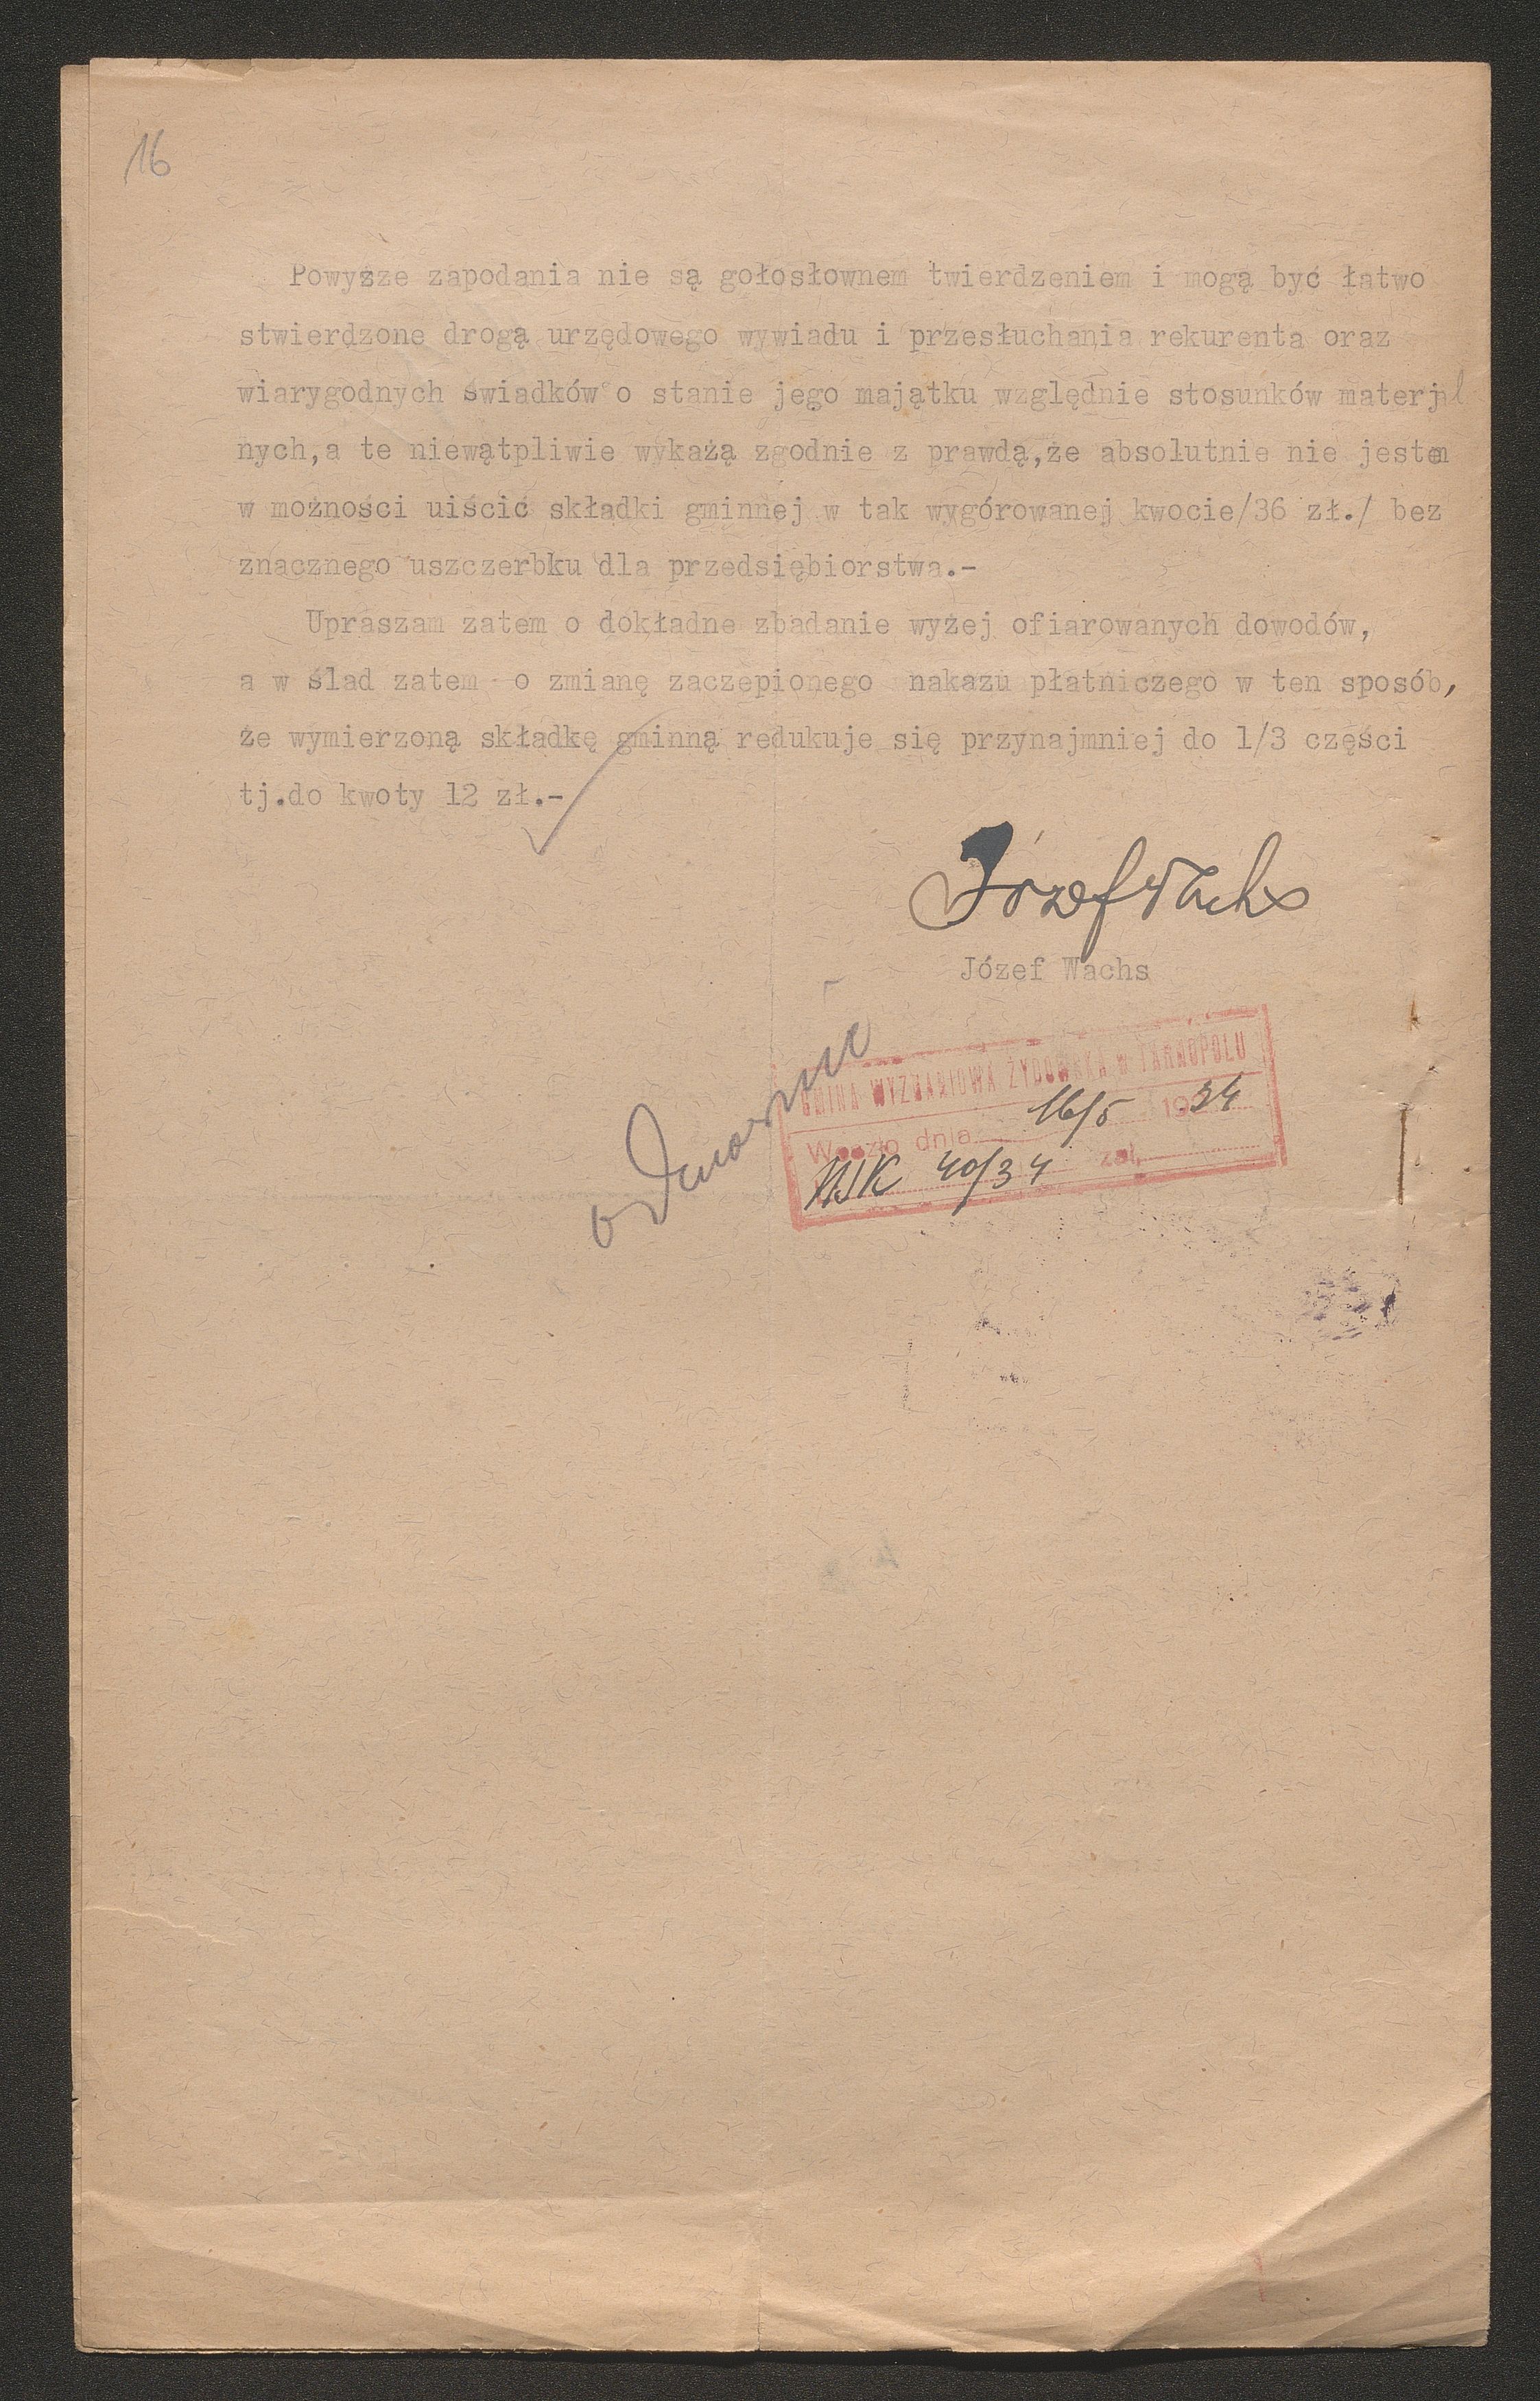 16
Powyższe zapodania nie są gołosłownem twierdzeniem i mogą być łatwo
stwierdzone drogą urzędowego wywiadu i przesłuchania rekurenta oraz
wiarygodnych świadków o stanie jego majątku względnie stosunków materjal
nych,a te niewątpliwie wykażą zgodnie z prawdą,że absolutnie nie jestem
w możności uiścić składki gminnej w tak wygórowanej kwocie/36 zł./ bez
znacznego uszczerbku dla przedsiębiorstwa.-
Upraszam zatem o dokładne zbadanie wyżej ofiarowanych dowodów,
a w ślad zatem o zmianę zaczepionego nakazu płatniczego w ten sposób,
że wymierzoną składkę gminną redukuje się przynajmniej do 1/3 części
tj.do kwoty 12 zł.-
Józef Wachs
Józef Wachs
odmownie
GMINA WYZNANIOWA ŻYDOWSKA w TARNOPOLU
Weszło dnia 16/5 1934
40/34 zał.